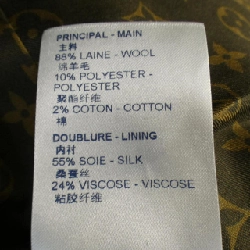 PRINCIPAL - MAIN
主料
88% LAINE - WOOL
绵羊毛
10% POLYESTER -
POLYESTER
聚酯纤维
2% COTON - COTTON
棉
DOUBLURE - LINING
内衬
55% SOIE - SILK
桑蚕丝
24% VISCOSE - VISCOSE
粘胶纤维